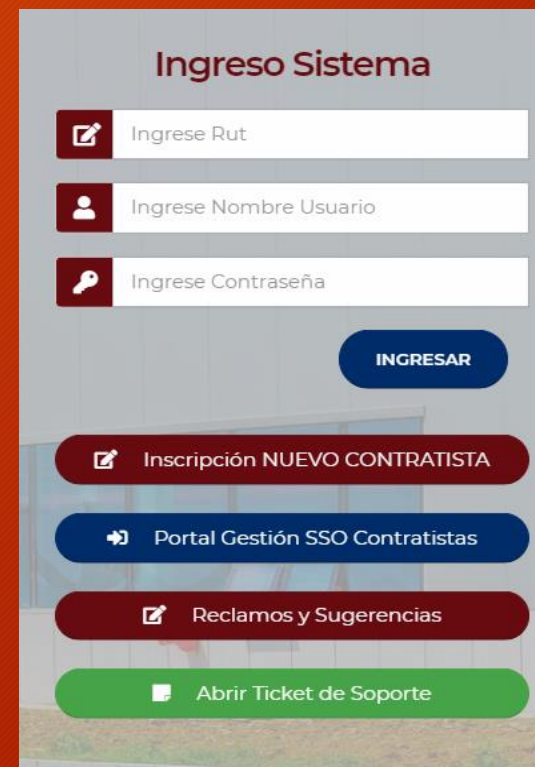 Ingreso Sistema
Ingrese Rut
Ingrese Nombre Usuario
Ingrese Contraseña
INGRESAR
Inscripción NUEVO CONTRATISTA
Portal Gestión SSO Contratistas
Reclamos y Sugerencias
Abrir Ticket de Soporte